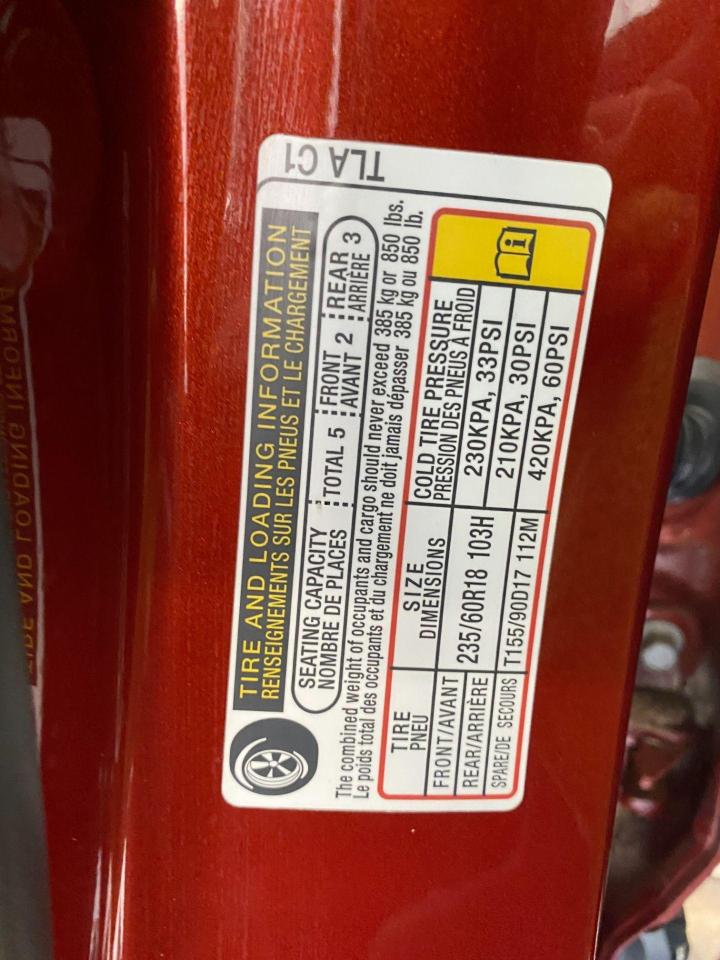 TLA C1
TIRE AND LOADING INFORMATION
RENSEIGNEMENTS SUR LES PNEUS ET LE CHARGEMENT
SEATING CAPACITY
NOMBRE DE PLACES
TOTAL 5
FRONT
AVANT 2
REAR
ARRIÈRE 3
The combined weight of occupants and cargo should never exceed 385 kg or 850 lbs.
Le poids total des occupants et du chargement ne doit jamais dépasser 385 kg ou 850 lb.
TIRE
PNEU
SIZE
DIMENSIONS
COLD TIRE PRESSURE
PRESSION DES PNEUS À FROID
FRONT/AVANT
235/60R18 103H
230KPA, 33PSI
REAR/ARRIÈRE
210KPA, 30PSI
SPARE/DE SECOURS
T155/90D17 112M
420KPA, 60PSI
TIRE AND LOADING INFORMA